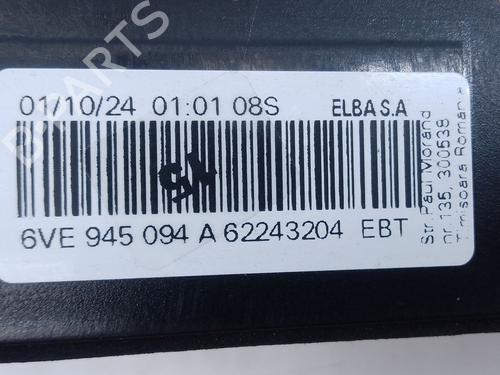 01/10/24 01:01 08S ELBA S.A
6VE 945 094 A 62243204 EBT
Str Paul Morand
nr. 135, 300538
Timisoara Romania